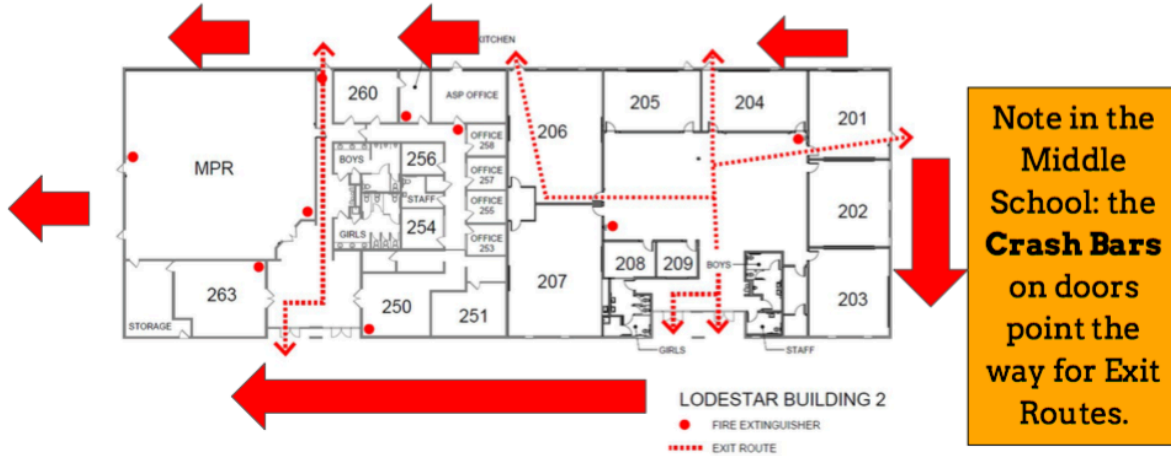 KITCHEN
260
ASP OFFICE
205
204
201
206
OFFICE
258
MPR
BOYS
256
OFFICE
257
STAFF
OFFICE
255
202
254
GIRLS
OFFICE
253
208
209
BOYS
263
250
251
207
203
STORAGE
GIRLS
STAFF
LODESTAR BUILDING 2
FIRE EXTINGUISHER
EXIT ROUTE
Note in the
Middle
School: the
Crash Bars
on doors
point the
way for Exit
Routes.